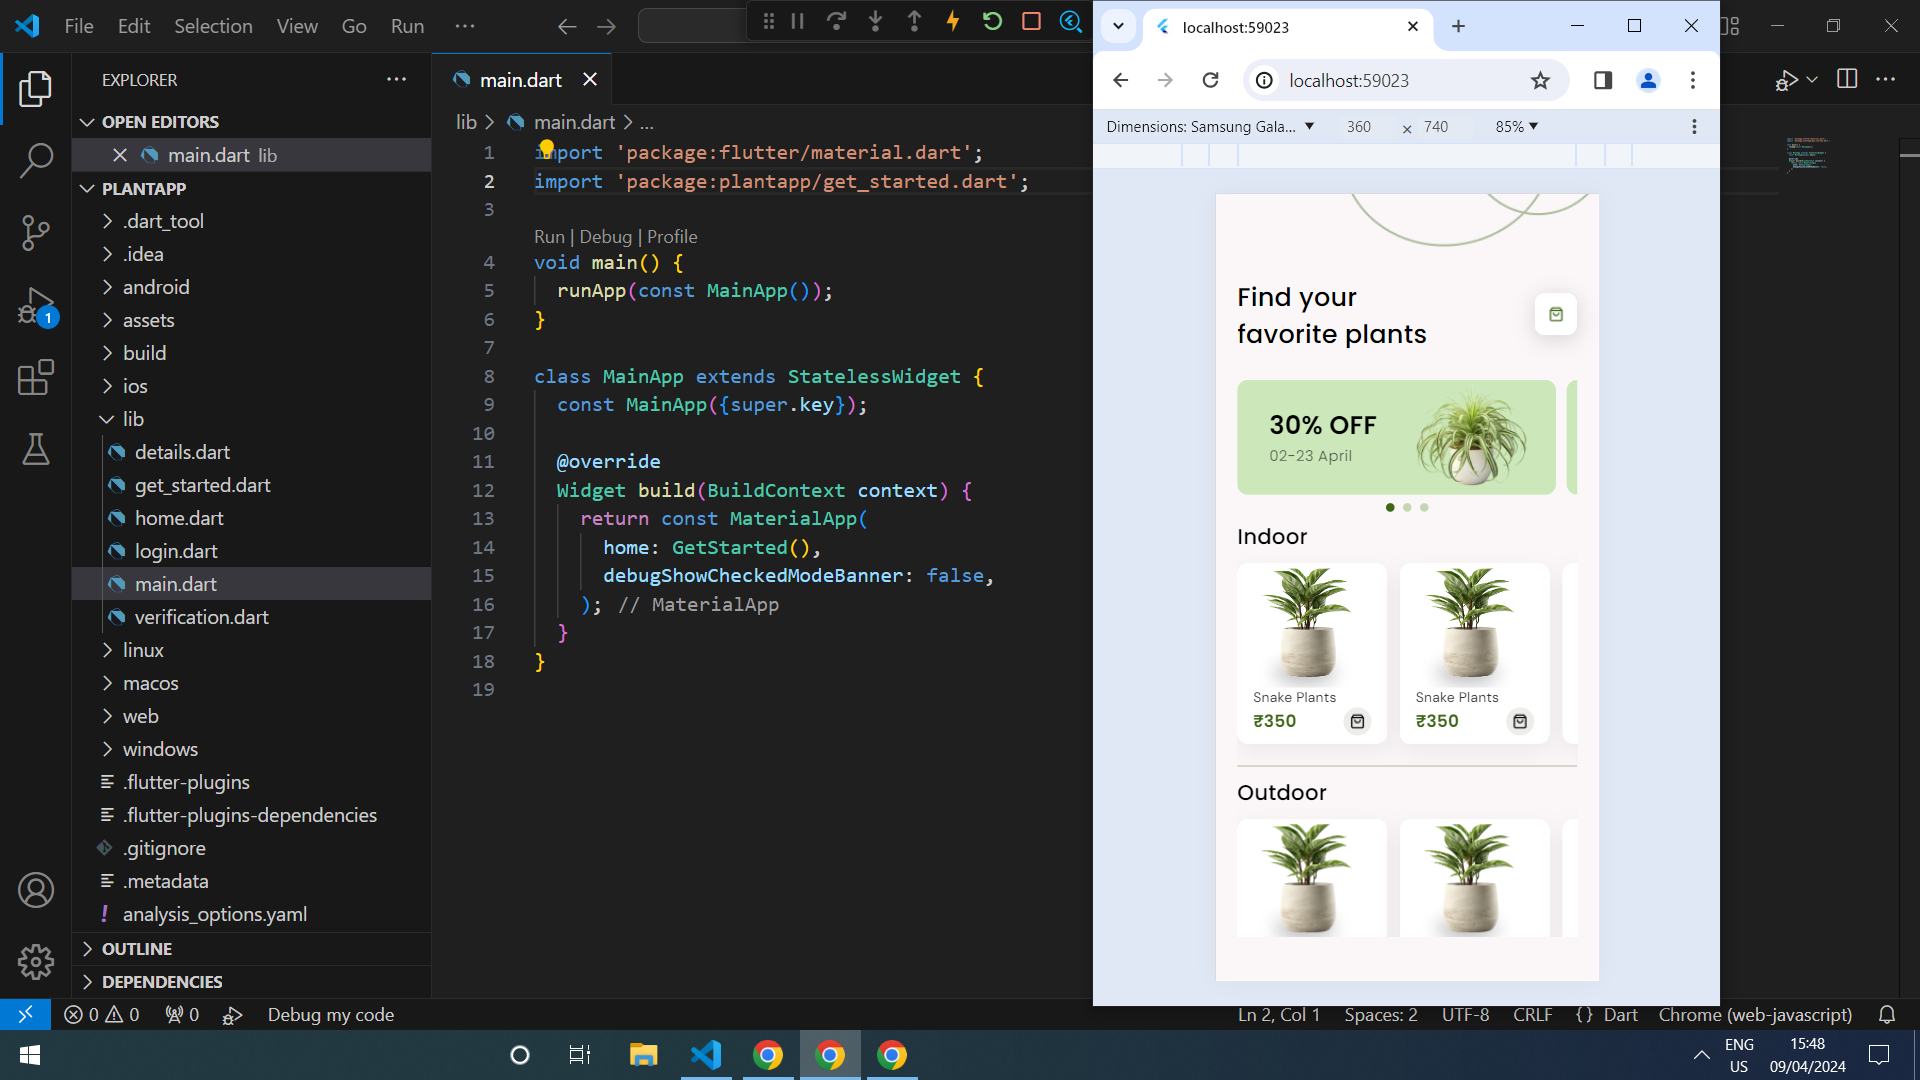 File Edit Selection View Go Run ···
EXPLORER
OPEN EDITORS
main.dart lib
PLANTAPP
.dart_tool
.idea
android
assets
build
ios
lib
details.dart
get_started.dart
home.dart
login.dart
main.dart
verification.dart
linux
macos
web
windows
.flutter-plugins
.flutter-plugins-dependencies
.gitignore
.metadata
! analysis_options.yaml
OUTLINE
DEPENDENCIES
1
main.dart
lib > main.dart > ...
1 import 'package:flutter/material.dart';
2 import 'package:plantapp/get_started.dart';
3
Run | Debug | Profile
4 void main() {
5 runApp(const MainApp());
6 }
7
8 class MainApp extends StatelessWidget {
9 const MainApp({super.key});
10
11 @override
12 Widget build(BuildContext context) {
13 return const MaterialApp(
14 home: GetStarted(),
15 debugShowCheckedModeBanner: false,
16 ); // MaterialApp
17 }
18 }
19
localhost:59023
localhost:59023
Dimensions: Samsung Gala... 360 × 740 85%
Find your
favorite plants
30% OFF
02-23 April
Indoor
Snake Plants
₹350
Snake Plants
₹350
Outdoor
0 0 0 Debug my code
Ln 2, Col 1 Spaces: 2 UTF-8 CRLF {} Dart Chrome (web-javascript)
ENG
US
15:48
09/04/2024